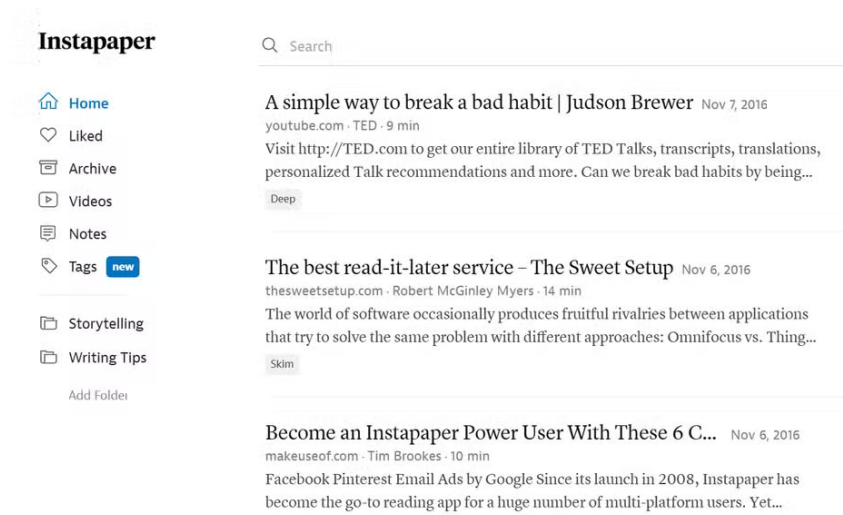 Instapaper
Search
Home
Liked
Archive
Videos
Notes
Tags new
Storytelling
Writing Tips
Add Folder
A simple way to break a bad habit | Judson Brewer Nov 7, 2016
youtube.com · TED · 9 min
Visit http://TED.com to get our entire library of TED Talks, transcripts, translations,
personalized Talk recommendations and more. Can we break bad habits by being...
Deep
The best read-it-later service – The Sweet Setup Nov 6, 2016
thesweetsetup.com · Robert McGinley Myers · 14 min
The world of software occasionally produces fruitful rivalries between applications
that try to solve the same problem with different approaches: Omnifocus vs. Thing...
Skim
Become an Instapaper Power User With These 6 C... Nov 6, 2016
makeuseof.com · Tim Brookes · 10 min
Facebook Pinterest Email Ads by Google Since its launch in 2008, Instapaper has
become the go-to reading app for a huge number of multi-platform users. Yet...